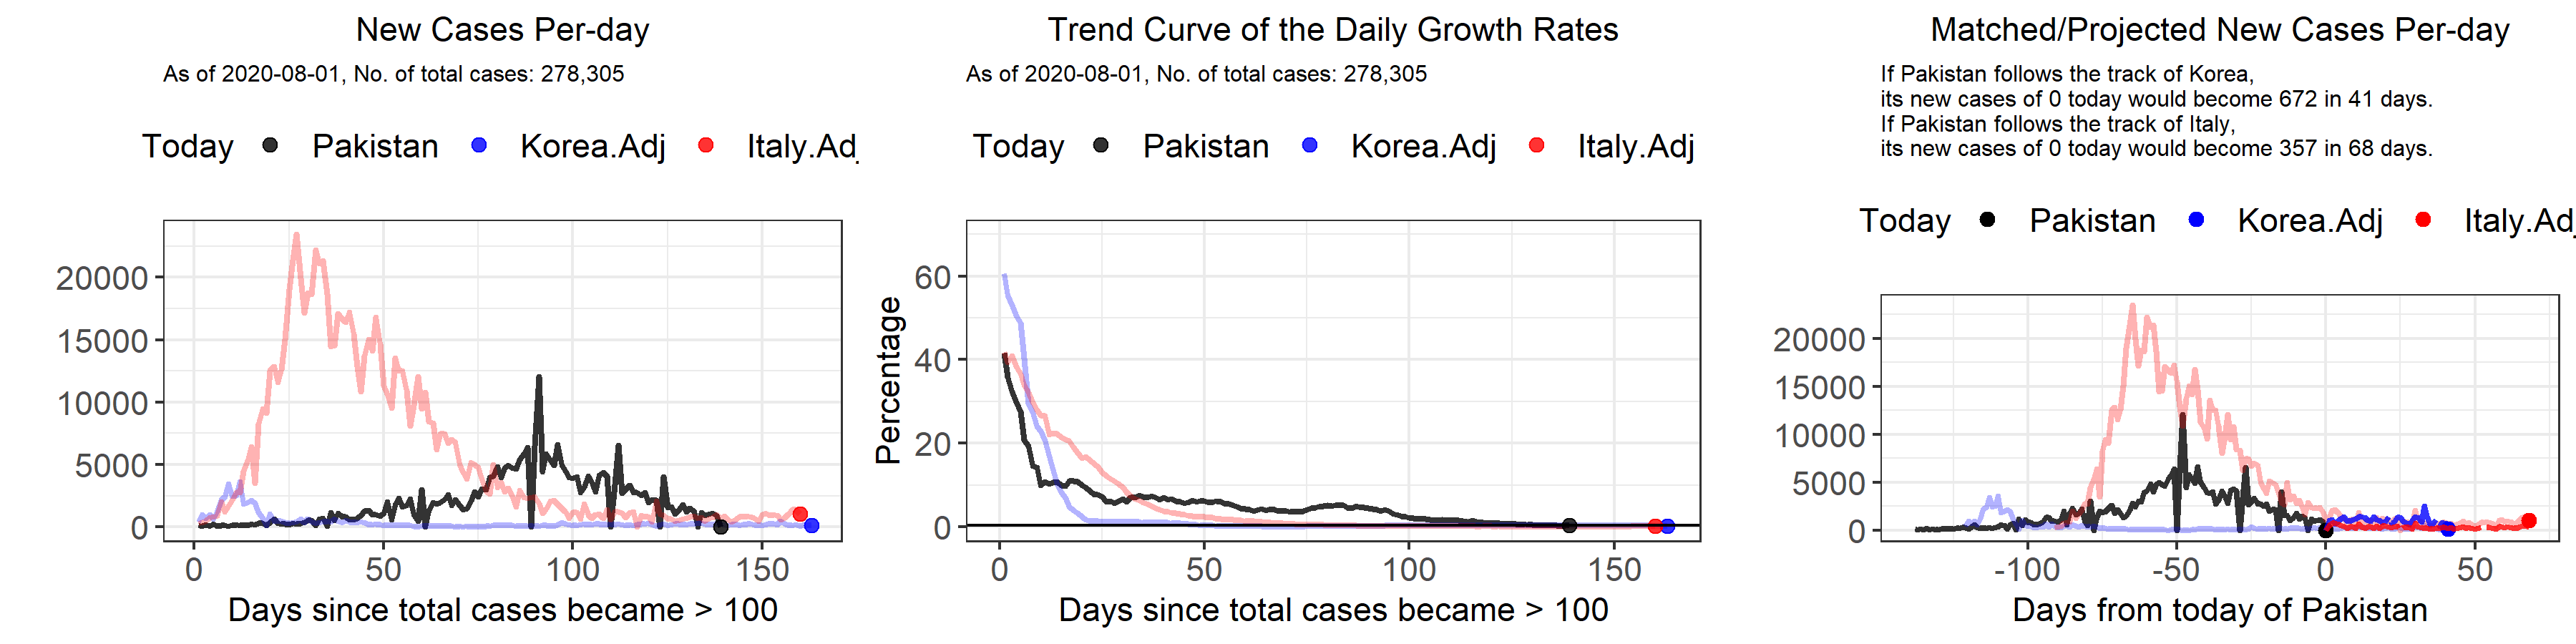 New Cases Per-day
As of 2020-08-01, No. of total cases: 278,305
Today Pakistan Korea.Adj Italy.Adj
20000
15000
10000
5000
0
0 50 100 150
Days since total cases became > 100
Trend Curve of the Daily Growth Rates
As of 2020-08-01, No. of total cases: 278,305
Today Pakistan Korea.Adj Italy.Adj
Percentage
60
40
20
0
0 50 100 150
Days since total cases became > 100
Matched/Projected New Cases Per-day
If Pakistan follows the track of Korea,
its new cases of 0 today would become 672 in 41 days.
If Pakistan follows the track of Italy,
its new cases of 0 today would become 357 in 68 days.
Today Pakistan Korea.Adj Italy.Adj
20000
15000
10000
5000
0
-100 -50 0 50
Days from today of Pakistan